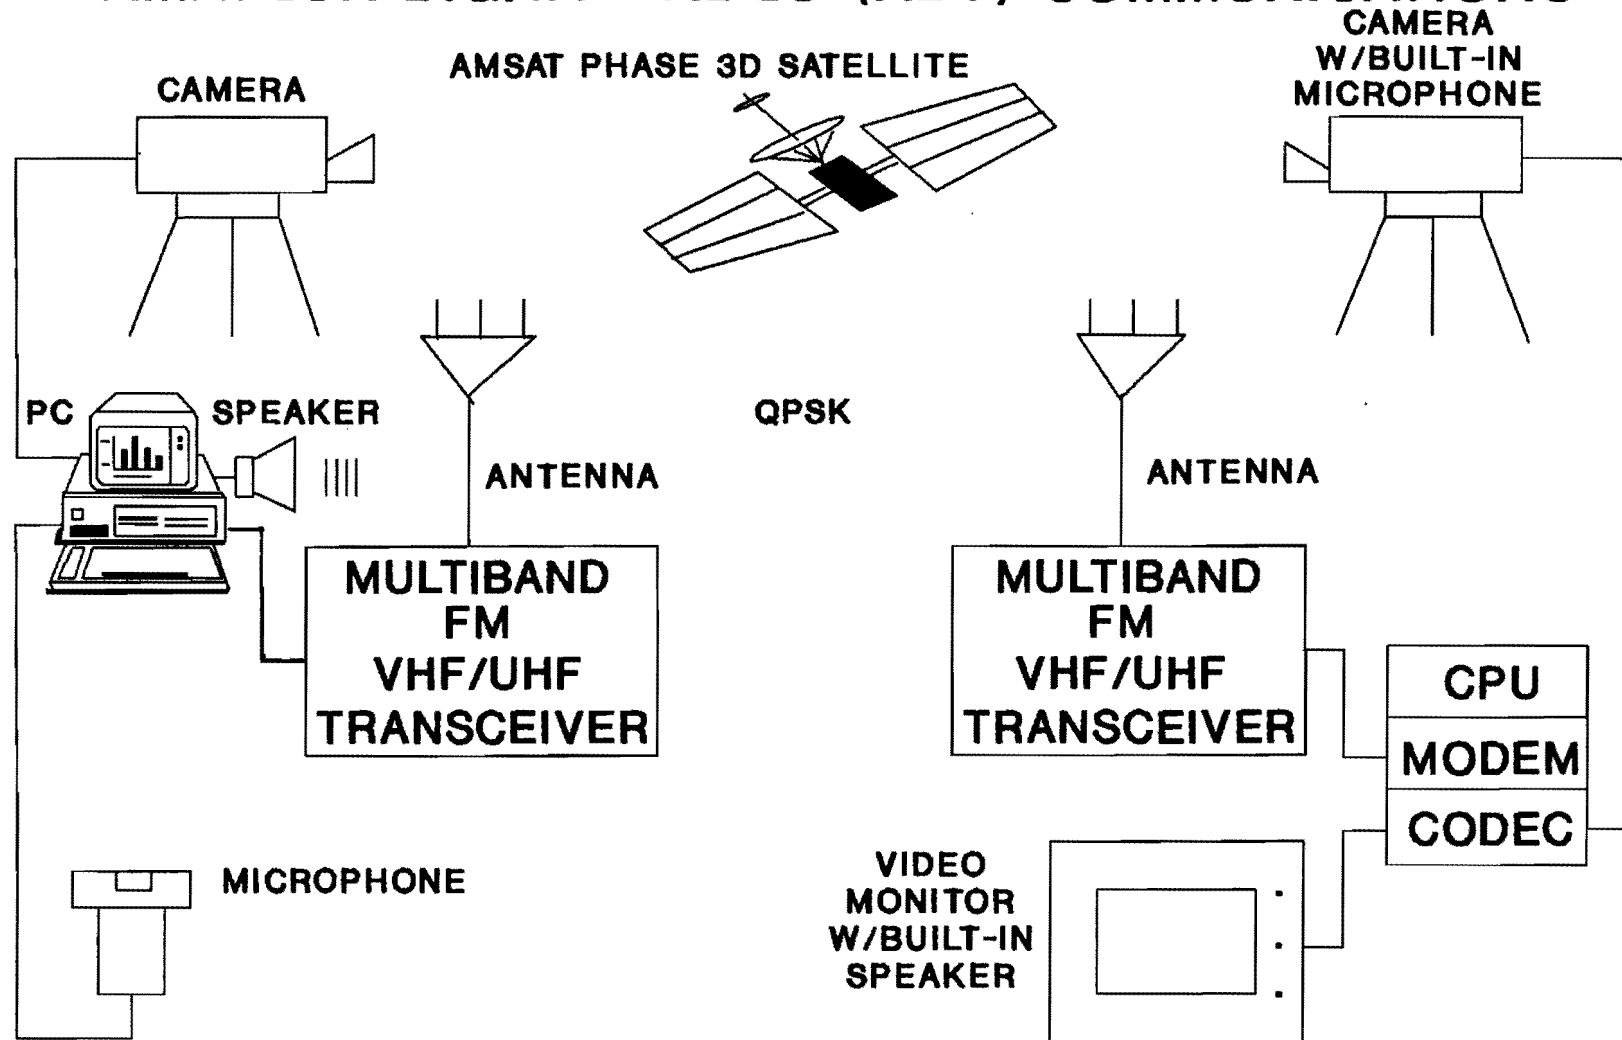 CAMERA
W/BUILT-IN
MICROPHONE
AMSAT PHASE 3D SATELLITE
CAMERA
PC
SPEAKER
QPSK
ANTENNA
ANTENNA
MULTIBAND
FM
VHF/UHF
TRANSCEIVER
MULTIBAND
FM
VHF/UHF
TRANSCEIVER
CPU
MODEM
CODEC
MICROPHONE
VIDEO
MONITOR
W/BUILT-IN
SPEAKER